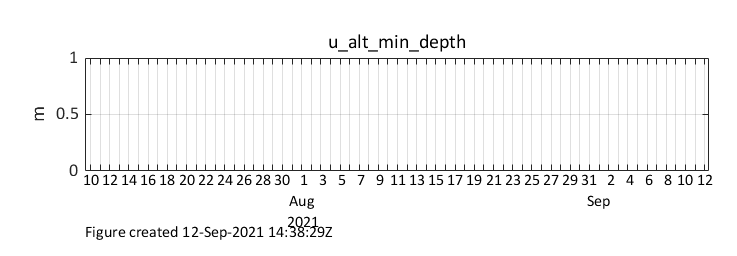 u_alt_min_depth
1
0.5
0
m
10 12 14 16 18 20 22 24 26 28 30 1 3 5 7 9 11 13 15 17 19 21 23 25 27 29 31 2 4 6 8 10 12
Aug Sep
2021
Figure created 12-Sep-2021 14:38:29Z